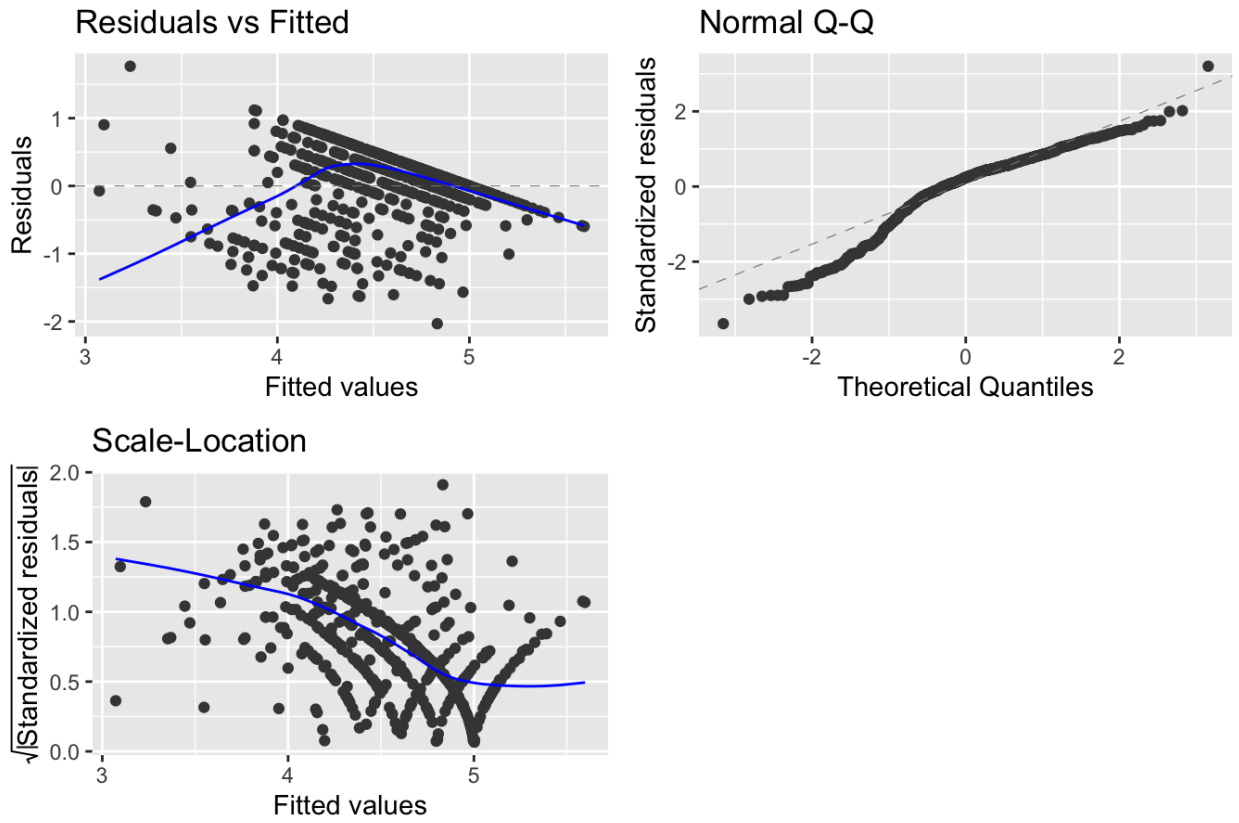 Residuals vs Fitted
Residuals
1
0
-1
-2
3
4
5
Fitted values
Normal Q-Q
Standardized residuals
2
0
-2
-2
0
2
Theoretical Quantiles
Scale-Location
√|Standardized residuals|
2.0
1.5
1.0
0.5
0.0
3
4
5
Fitted values